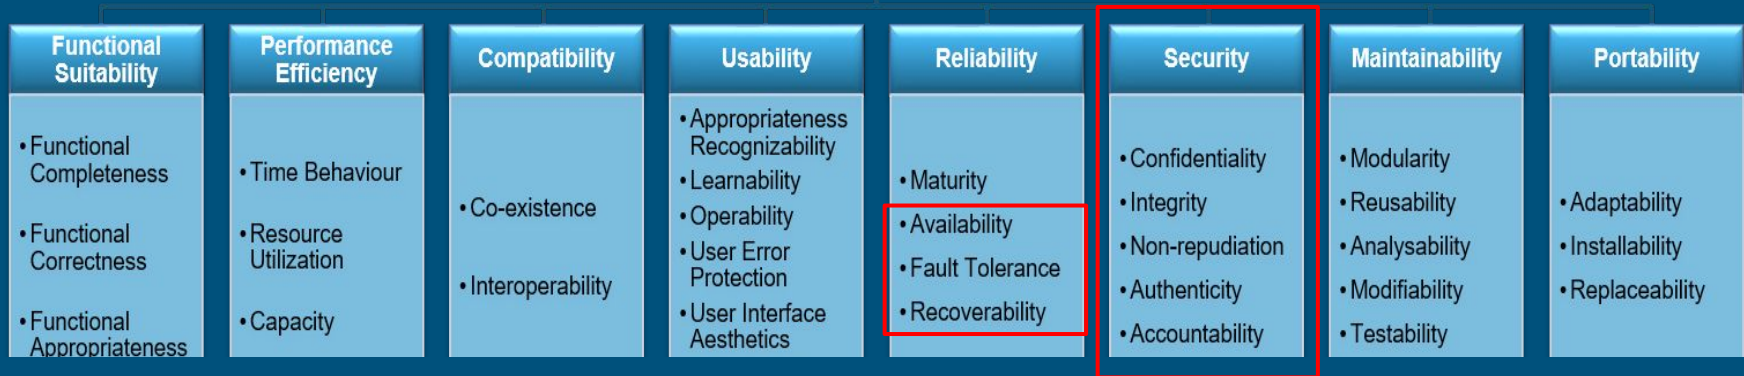 Functional
Suitability
• Functional
Completeness
• Functional
Correctness
• Functional
Appropriateness
Performance
Efficiency
• Time Behaviour
• Resource
Utilization
• Capacity
Compatibility
• Co-existence
• Interoperability
Usability
• Appropriateness
Recognizability
• Learnability
• Operability
• User Error
Protection
• User Interface
Aesthetics
Reliability
• Maturity
• Availability
• Fault Tolerance
• Recoverability
Security
• Confidentiality
• Integrity
• Non-repudiation
• Authenticity
• Accountability
Maintainability
• Modularity
• Reusability
• Analysability
• Modifiability
• Testability
Portability
• Adaptability
• Installability
• Replaceability